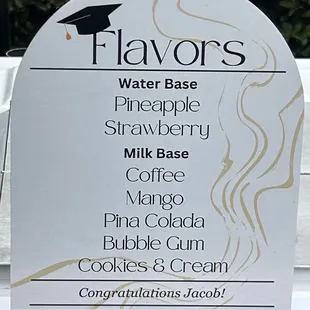 Flavors
Water Base
Pineapple
Strawberry
Milk Base
Coffee
Mango
Pina Colada
Bubble Gum
Cookies & Cream
Congratulations Jacob!